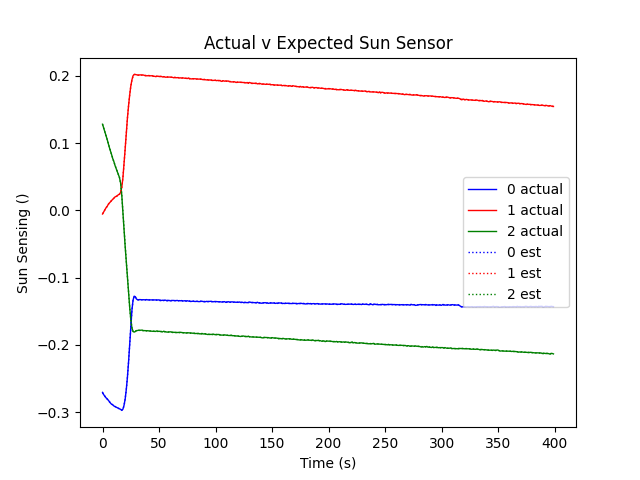 Actual v Expected Sun Sensor
Sun Sensing ()
0.2
0.1
0.0
−0.1
−0.2
−0.3
0 actual
1 actual
2 actual
0 est
1 est
2 est
0 50 100 150 200 250 300 350 400
Time (s)